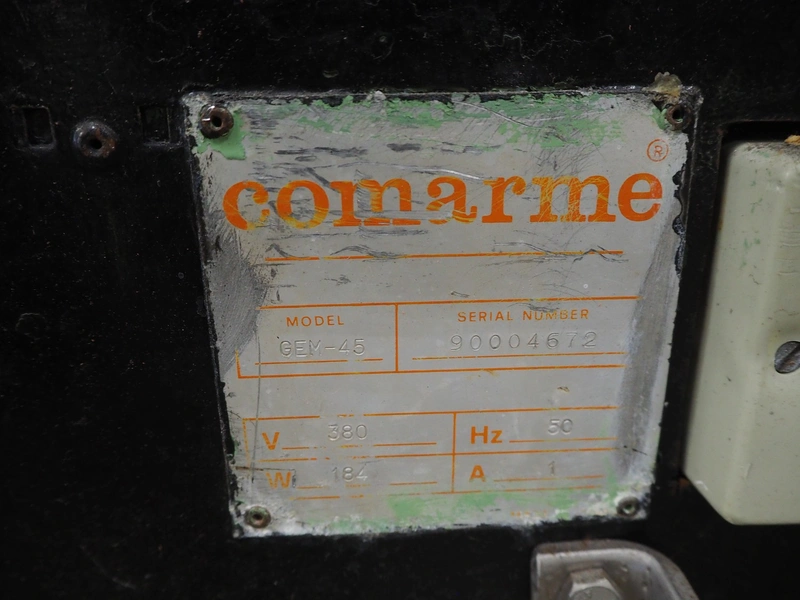 comarme ®
MODEL SERIAL NUMBER
GEM-45 90004672
V 380 Hz 50
W 184 A 1